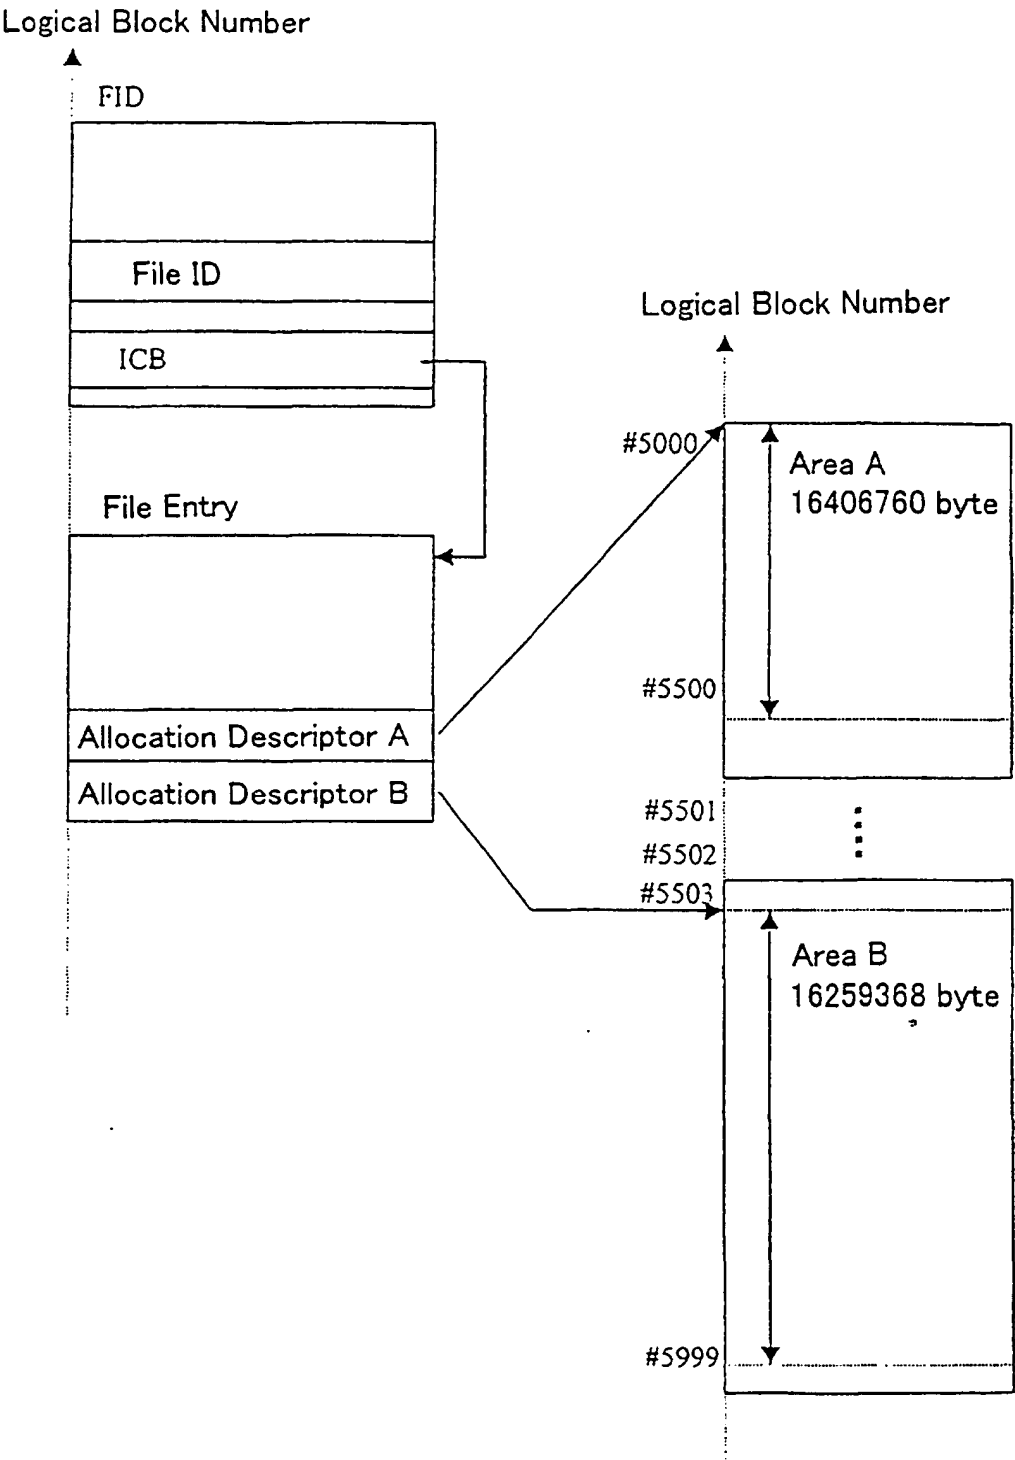 Logical Block Number
FID
File ID
ICB
File Entry
Allocation Descriptor A
Allocation Descriptor B
Logical Block Number
#5000
Area A
16406760 byte
#5500
#5501
#5502
#5503
Area B
16259368 byte
#5999